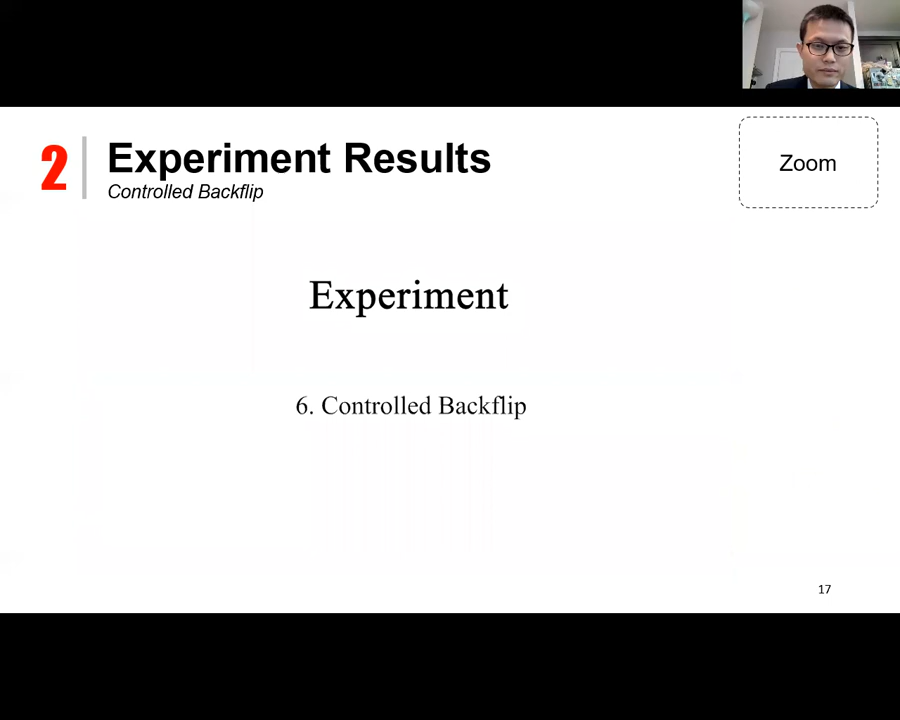 2
Experiment Results
Controlled Backflip
Zoom
Experiment
6. Controlled Backflip
17